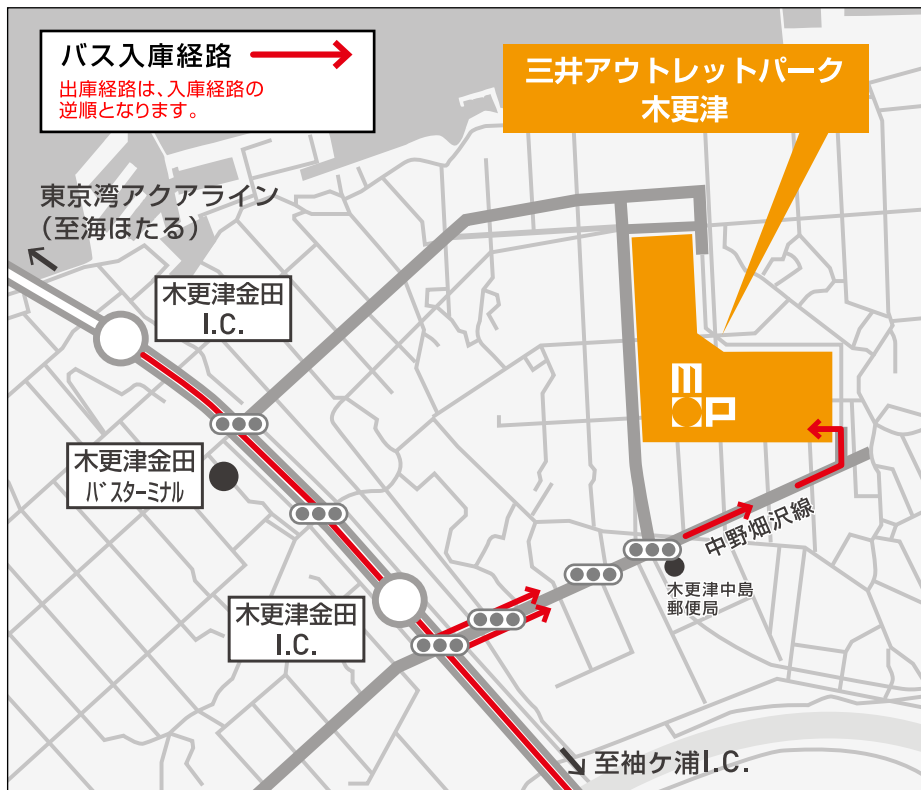 バス入庫経路
出庫経路は、入庫経路の
逆順となります。
三井アウトレットパーク
木更津
東京湾アクアライン
（至海ほたる）
木更津金田
I.C.
木更津金田
バスターミナル
木更津金田
I.C.
中野畑沢線
木更津中島
郵便局
至袖ケ浦I.C.
m
P